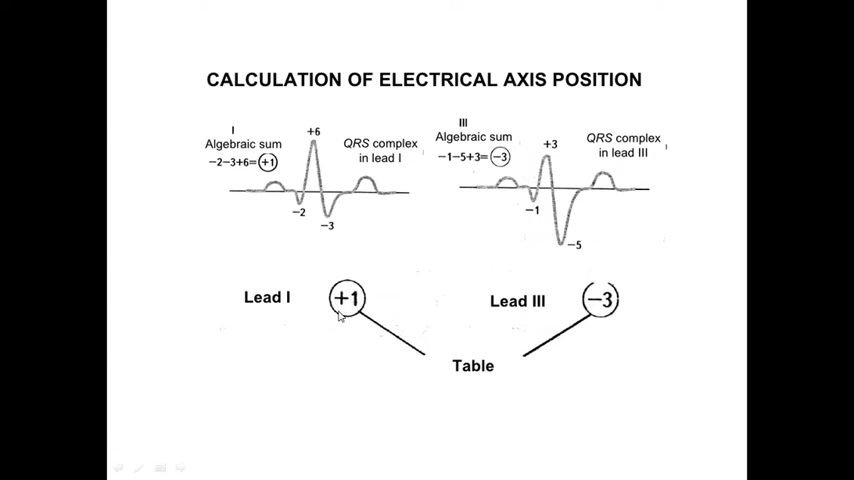 CALCULATION OF ELECTRICAL AXIS POSITION
I
Algebraic sum
−2−3+6=+1
+6
QRS complex
in lead I
−2
−3
III
Algebraic sum
−1−5+3=−3
+3
QRS complex
in lead III
−1
−5
Lead I
+1
Lead III
−3
Table